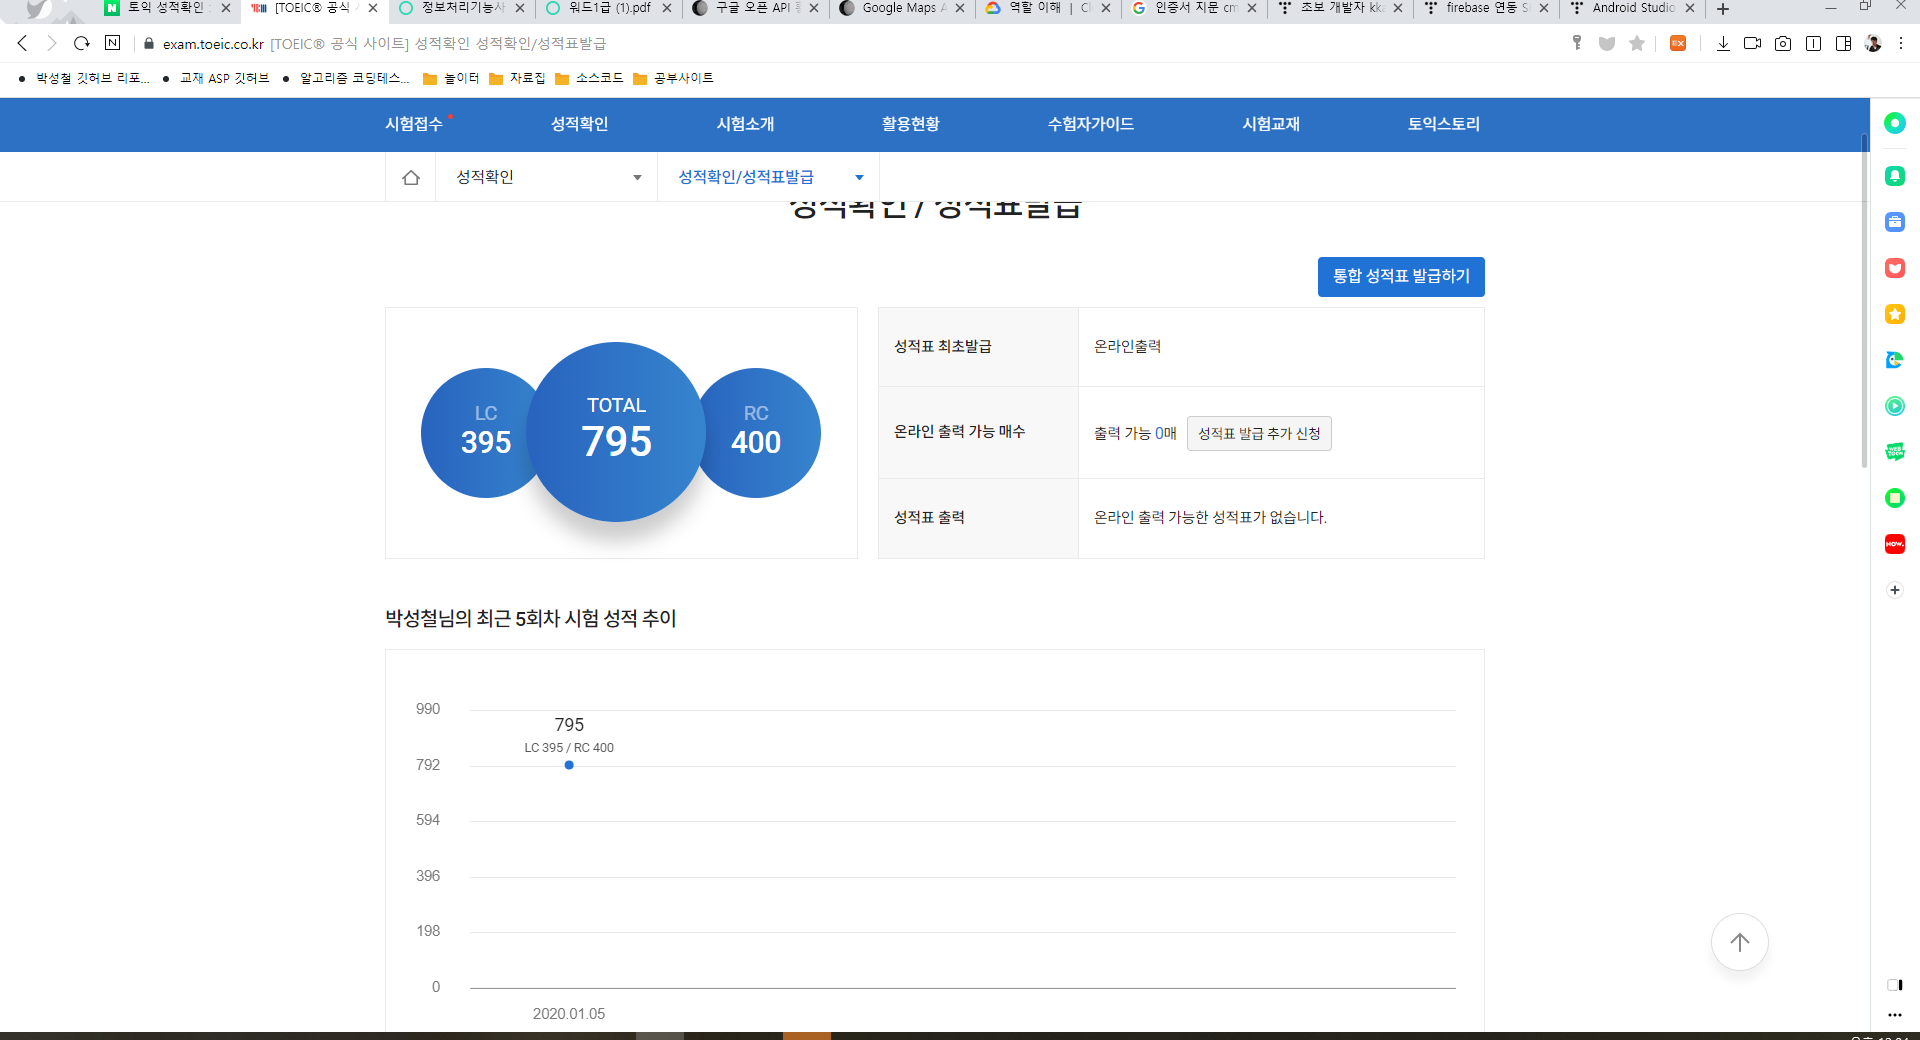 토익 성적확인
[TOEIC® 공식
정보처리기능사
워드1급 (1).pdf
구글 오픈 API
Google Maps A
역할 이해 | Cl
인증서 지문 cm
초보 개발자 kk
firebase 연동 S
Android Studio
exam.toeic.co.kr [TOEIC® 공식 사이트] 성적확인 성적확인/성적표발급
박성철 깃허브 리포... 교재 ASP 깃허브 알고리즘 코딩테스... 놀이터 자료집 소스코드 공부사이트
시험접수 성적확인 시험소개 활용현황 수험자가이드 시험교재 토익스토리
성적확인 성적확인/성적표발급
성적확인 / 성적표발급
통합 성적표 발급하기
LC
395
TOTAL
795
RC
400
성적표 최초발급 온라인출력
온라인 출력 가능 매수 출력 가능 0매 성적표 발급 추가 신청
성적표 출력 온라인 출력 가능한 성적표가 없습니다.
박성철님의 최근 5회차 시험 성적 추이
990
795
LC 395 / RC 400
792
594
396
198
0
2020.01.05
WEB
TOON
NOW.